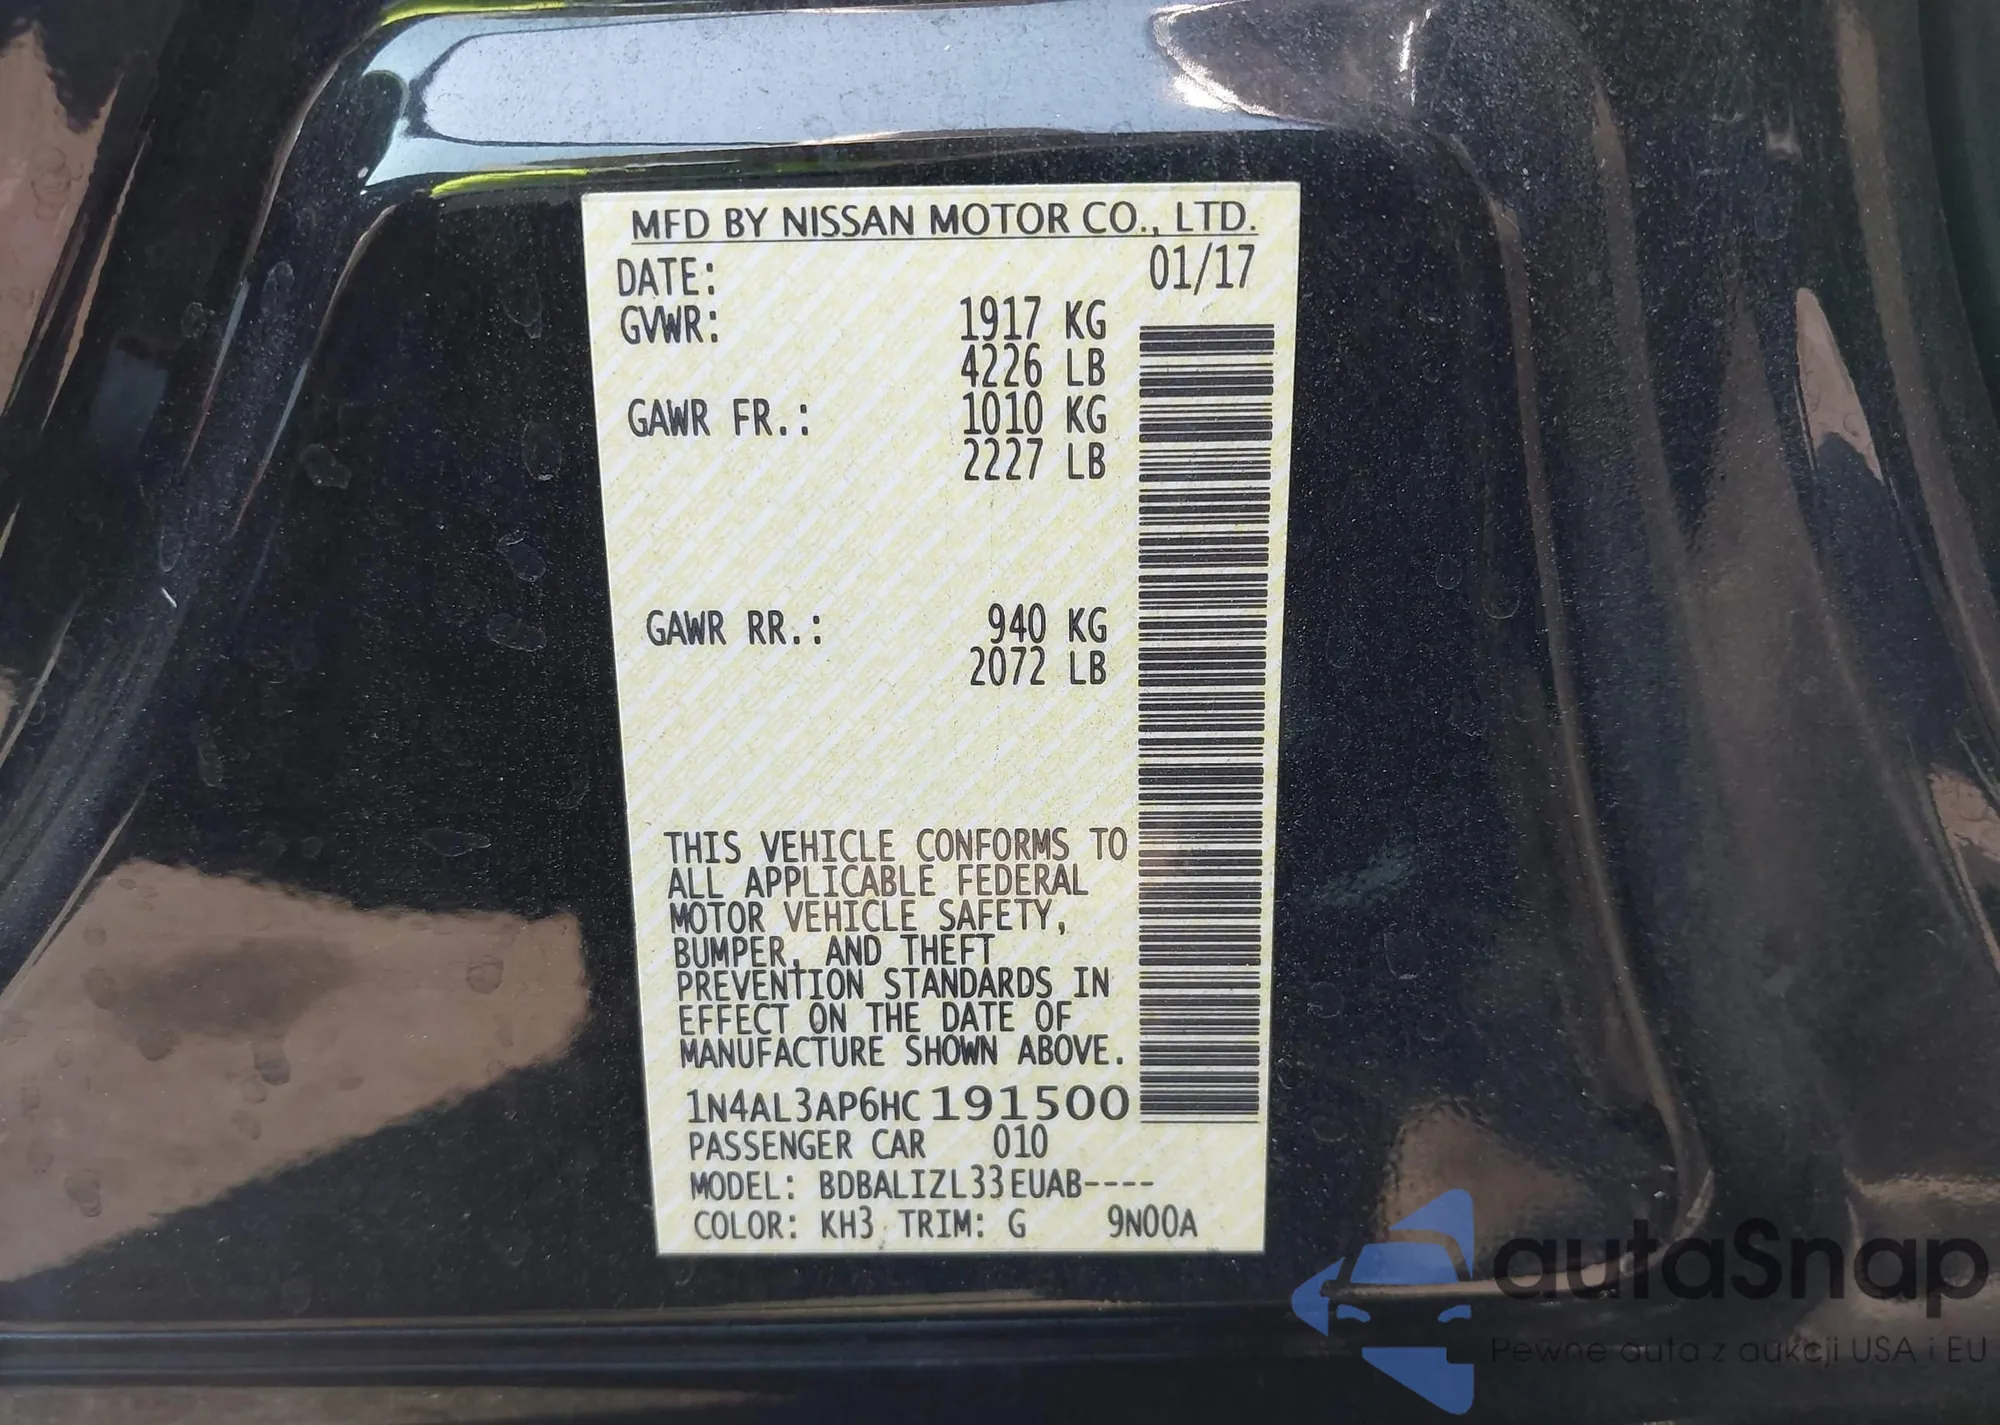 MFD BY NISSAN MOTOR CO., LTD.
DATE: 01/17
GVWR: 1917 KG
4226 LB
GAWR FR.: 1010 KG
2227 LB
GAWR RR.: 940 KG
2072 LB
THIS VEHICLE CONFORMS TO
ALL APPLICABLE FEDERAL
MOTOR VEHICLE SAFETY,
BUMPER, AND THEFT
PREVENTION STANDARDS IN
EFFECT ON THE DATE OF
MANUFACTURE SHOWN ABOVE.
1N4AL3AP6HC191500
PASSENGER CAR 010
MODEL: BDBALIZL33EUAB----
COLOR: KH3 TRIM: G 9N00A
autaSnap
Pewne auta z aukcji USA i EU